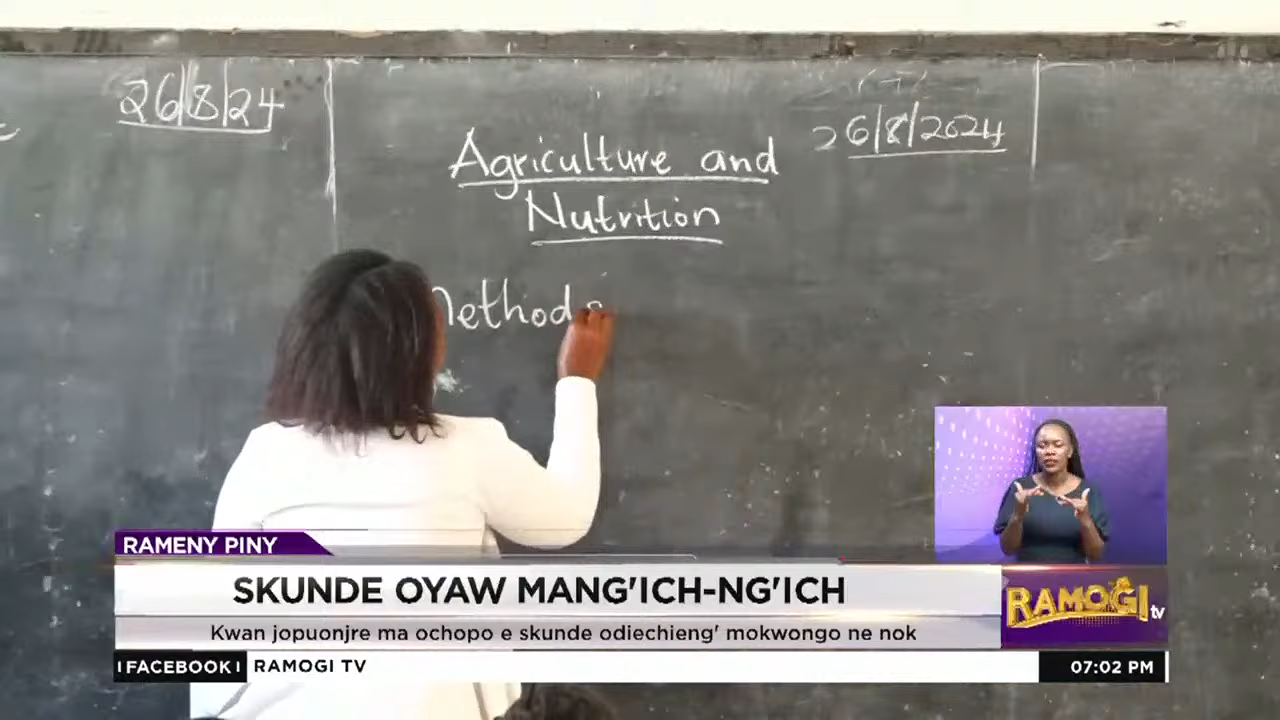 26/8/24
26/8/2024
Agriculture and
Nutrition
Methods
RAMENY PINY
SKUNDE OYAW MANG'ICH-NG'ICH
Kwan jopuonjre ma ochopo e skunde odiechieng' mokwongo ne nok
RAMOGI tv
FACEBOOK
RAMOGI TV
07:02 PM